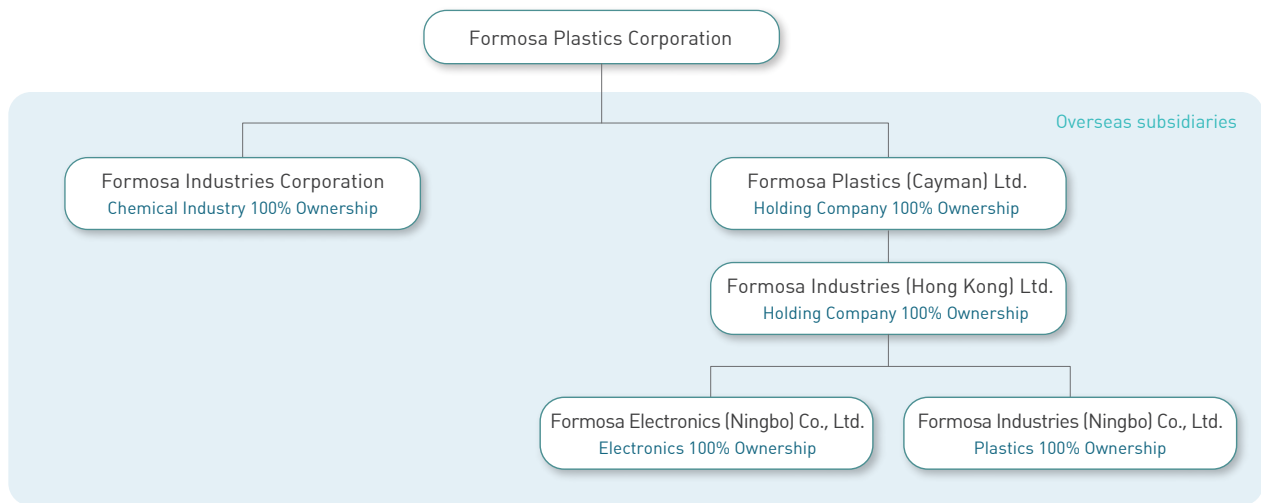 Formosa Plastics Corporation
Overseas subsidiaries
Formosa Industries Corporation
Chemical Industry 100% Ownership
Formosa Plastics (Cayman) Ltd.
Holding Company 100% Ownership
Formosa Industries (Hong Kong) Ltd.
Holding Company 100% Ownership
Formosa Electronics (Ningbo) Co., Ltd.
Electronics 100% Ownership
Formosa Industries (Ningbo) Co., Ltd.
Plastics 100% Ownership